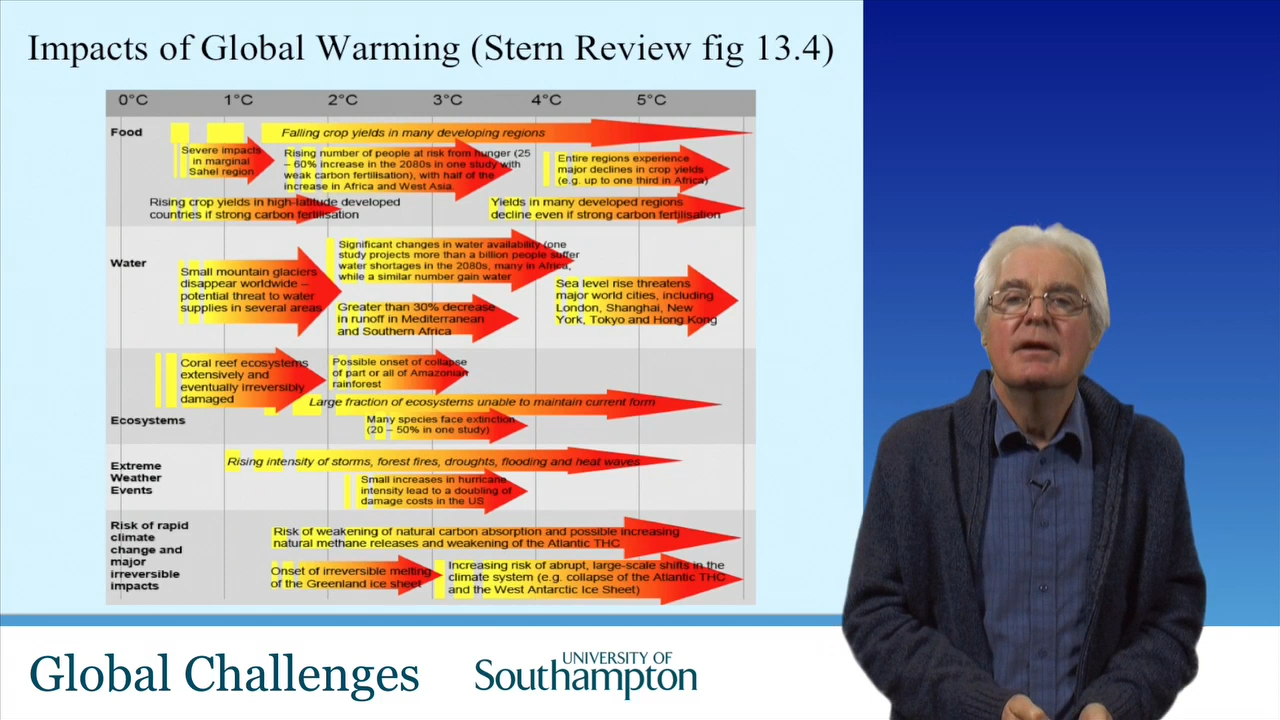 Impacts of Global Warming (Stern Review fig 13.4)
0°C 1°C 2°C 3°C 4°C 5°C
Food
Falling crop yields in many developing regions
Severe impacts
in marginal
Sahel region
Rising number of people at risk from hunger (25
– 60% increase in the 2080s in one study with
weak carbon fertilisation), with half of the
increase in Africa and West Asia.
Entire regions experience
major declines in crop yields
(e.g. up to one third in Africa)
Rising crop yields in high-latitude developed
countries if strong carbon fertilisation
Yields in many developed regions
decline even if strong carbon fertilisation
Water
Small mountain glaciers
disappear worldwide –
potential threat to water
supplies in several areas
Significant changes in water availability (one
study projects more than a billion people suffer
water shortages in the 2080s, many in Africa,
while a similar number gain water
Greater than 30% decrease
in runoff in Mediterranean
and Southern Africa
Sea level rise threatens
major world cities, including
London, Shanghai, New
York, Tokyo and Hong Kong
Ecosystems
Coral reef ecosystems
extensively and
eventually irreversibly
damaged
Possible onset of collapse
of part or all of Amazonian
rainforest
Large fraction of ecosystems unable to maintain current form
Many species face extinction
(20 – 50% in one study)
Extreme
Weather
Events
Rising intensity of storms, forest fires, droughts, flooding and heat waves
Small increases in hurricane
intensity lead to a doubling of
damage costs in the US
Risk of rapid
climate
change and
major
irreversible
impacts
Risk of weakening of natural carbon absorption and possible increasing
natural methane releases and weakening of the Atlantic THC
Onset of irreversible melting
of the Greenland ice sheet
Increasing risk of abrupt, large-scale shifts in the
climate system (e.g. collapse of the Atlantic THC
and the West Antarctic Ice Sheet)
Global Challenges
UNIVERSITY OF
Southampton